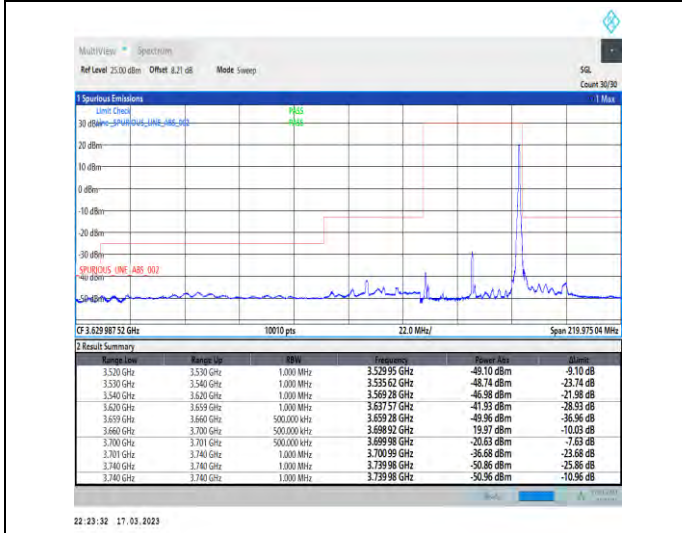 MultiView Spectrum
Ref Level 25.00 dBm Offset 8.21 dB Mode Sweep SGL
Count 30/30
1 Spurious Emissions 1 Max
Limit Check PASS
30 dBm Line _SPURIOUS_LINE_ABS_002 PASS
20 dBm
10 dBm
0 dBm
-10 dBm
-20 dBm
-30 dBm
_SPURIOUS_LINE_ABS_002
-40 dBm
-50 dBm
CF 3.629 987 52 GHz 10010 pts 22.0 MHz/ Span 219.975 04 MHz
2 Result Summary
Range Low Range Up RBW Frequency Power Abs ΔLimit
3.520 GHz 3.530 GHz 1.000 MHz 3.529 95 GHz -49.10 dBm -9.10 dB
3.530 GHz 3.540 GHz 1.000 MHz 3.535 62 GHz -48.74 dBm -23.74 dB
3.540 GHz 3.620 GHz 1.000 MHz 3.569 28 GHz -46.98 dBm -21.98 dB
3.620 GHz 3.659 GHz 1.000 MHz 3.637 57 GHz -41.93 dBm -28.93 dB
3.659 GHz 3.660 GHz 500.000 kHz 3.659 28 GHz -49.96 dBm -36.96 dB
3.660 GHz 3.700 GHz 500.000 kHz 3.698 92 GHz 19.97 dBm -10.03 dB
3.700 GHz 3.701 GHz 500.000 kHz 3.699 98 GHz -20.63 dBm -7.63 dB
3.701 GHz 3.740 GHz 1.000 MHz 3.700 99 GHz -36.68 dBm -23.68 dB
3.740 GHz 3.740 GHz 1.000 MHz 3.739 98 GHz -50.86 dBm -25.86 dB
3.740 GHz 3.740 GHz 1.000 MHz 3.739 98 GHz -50.96 dBm -10.96 dB
Ready
22:23:32 17.03.2023